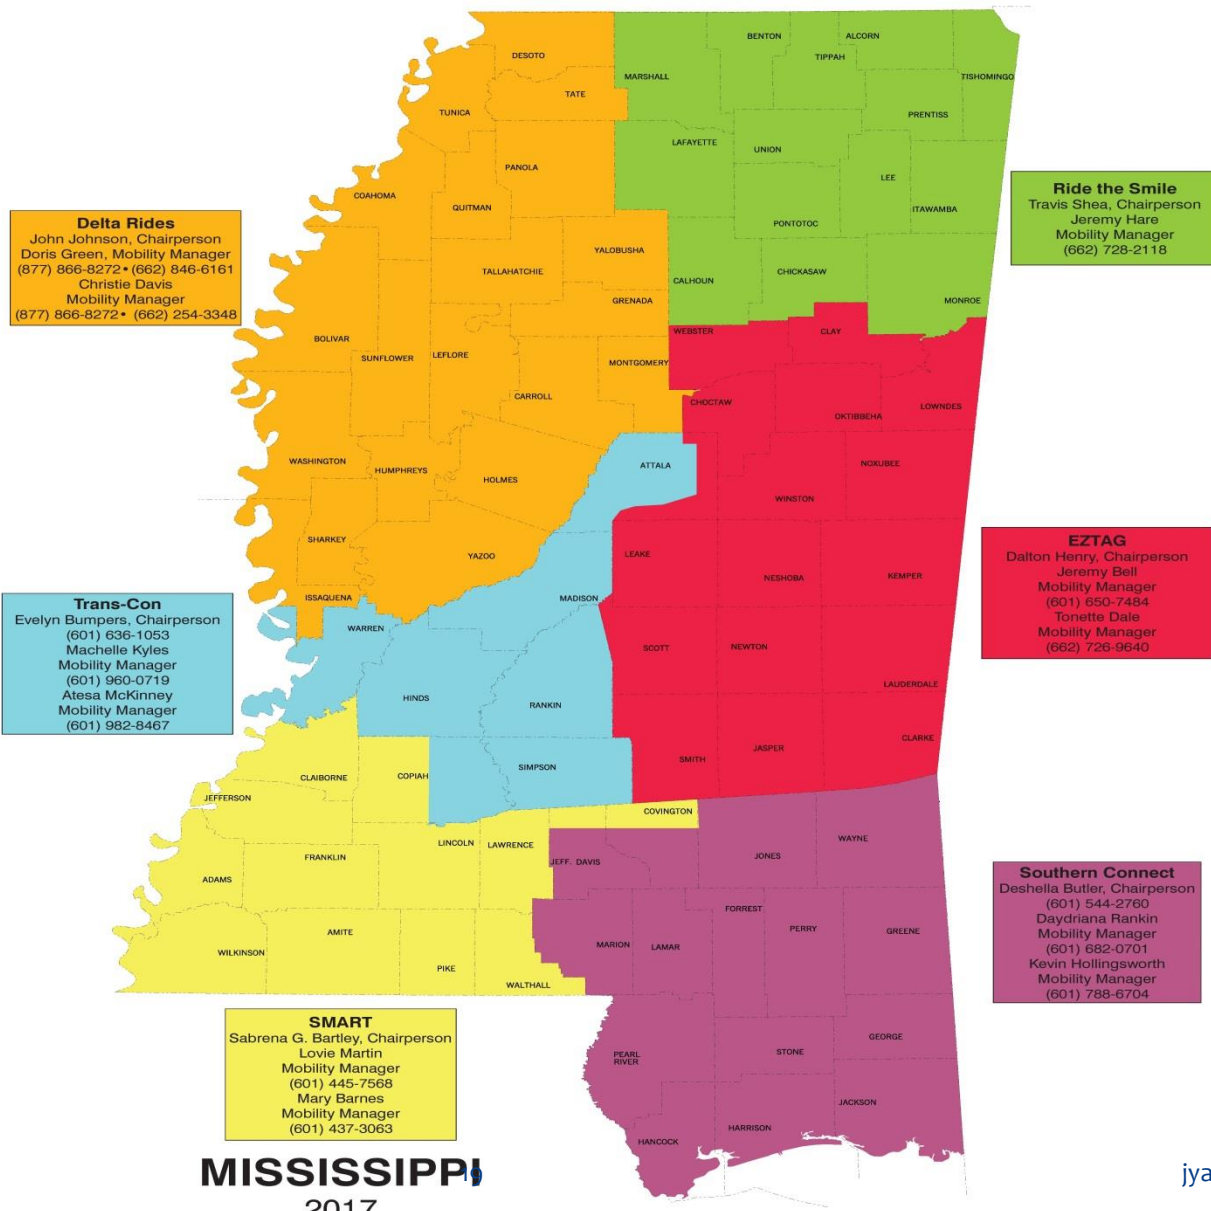 DESOTO
BENTON
ALCORN
TIPPAH
MARSHALL
TISHOMINGO
TATE
TUNICA
PRENTISS
LAFAYETTE
UNION
PANOLA
LEE
COAHOMA
QUITMAN
ITAWAMBA
PONTOTOC
YALOBUSHA
TALLAHATCHIE
CHICKASAW
CALHOUN
GRENADA
MONROE
WEBSTER
CLAY
BOLIVAR
SUNFLOWER
LEFLORE
MONTGOMERY
CARROLL
CHOCTAW
OKTIBBEHA
LOWNDES
WASHINGTON
HUMPHREYS
HOLMES
ATTALA
NOXUBEE
WINSTON
SHARKEY
YAZOO
LEAKE
NESHOBA
KEMPER
ISSAQUENA
MADISON
WARREN
SCOTT
NEWTON
LAUDERDALE
HINDS
RANKIN
CLARKE
JASPER
SMITH
SIMPSON
COPIAH
CLAIBORNE
JEFFERSON
COVINGTON
LINCOLN
LAWRENCE
WAYNE
JONES
JEFF. DAVIS
FRANKLIN
ADAMS
FORREST
PERRY
GREENE
AMITE
MARION
LAMAR
WILKINSON
PIKE
WALTHALL
GEORGE
STONE
PEARL
RIVER
JACKSON
HARRISON
HANCOCK
Delta Rides
John Johnson, Chairperson
Doris Green, Mobility Manager
(877) 866-8272• (662) 846-6161
Christie Davis
Mobility Manager
(877) 866-8272• (662) 254-3348
Ride the Smile
Travis Shea, Chairperson
Jeremy Hare
Mobility Manager
(662) 728-2118
EZTAG
Dalton Henry, Chairperson
Jeremy Bell
Mobility Manager
(601) 650-7484
Tonette Dale
Mobility Manager
(662) 726-9640
Trans-Con
Evelyn Bumpers, Chairperson
(601) 636-1053
Machelle Kyles
Mobility Manager
(601) 960-0719
Atesa McKinney
Mobility Manager
(601) 982-8467
Southern Connect
Deshella Butler, Chairperson
(601) 544-2760
Daydriana Rankin
Mobility Manager
(601) 682-0701
Kevin Hollingsworth
Mobility Manager
(601) 788-6704
SMART
Sabrena G. Bartley, Chairperson
Lovie Martin
Mobility Manager
(601) 445-7568
Mary Barnes
Mobility Manager
(601) 437-3063
MISSISSIPPI
2017
jya